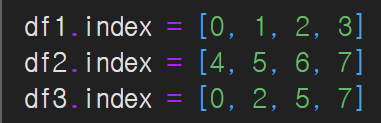 df1.index = [0, 1, 2, 3]
df2.index = [4, 5, 6, 7]
df3.index = [0, 2, 5, 7]